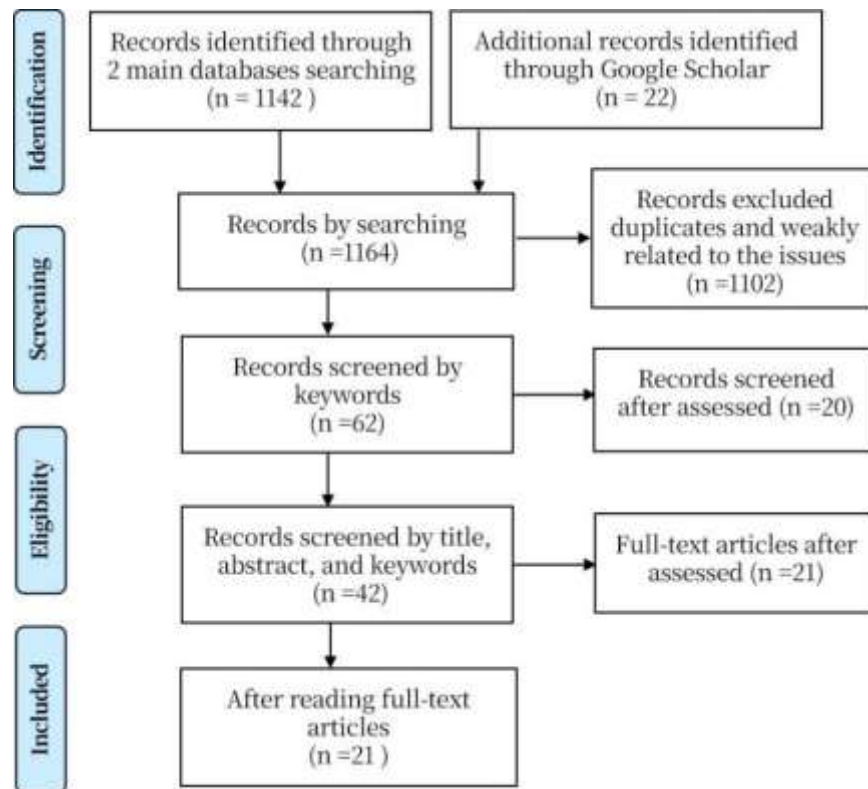 Identification
Records identified through
2 main databases searching
(n = 1142 )
Additional records identified
through Google Scholar
(n = 22)
Records by searching
(n =1164)
Records excluded
duplicates and weakly
related to the issues
(n =1102)
Screening
Records screened by
keywords
(n =62)
Records screened
after assessed (n =20)
Eligibility
Records screened by title,
abstract, and keywords
(n =42)
Full-text articles after
assessed (n =21)
Included
After reading full-text
articles
(n =21 )